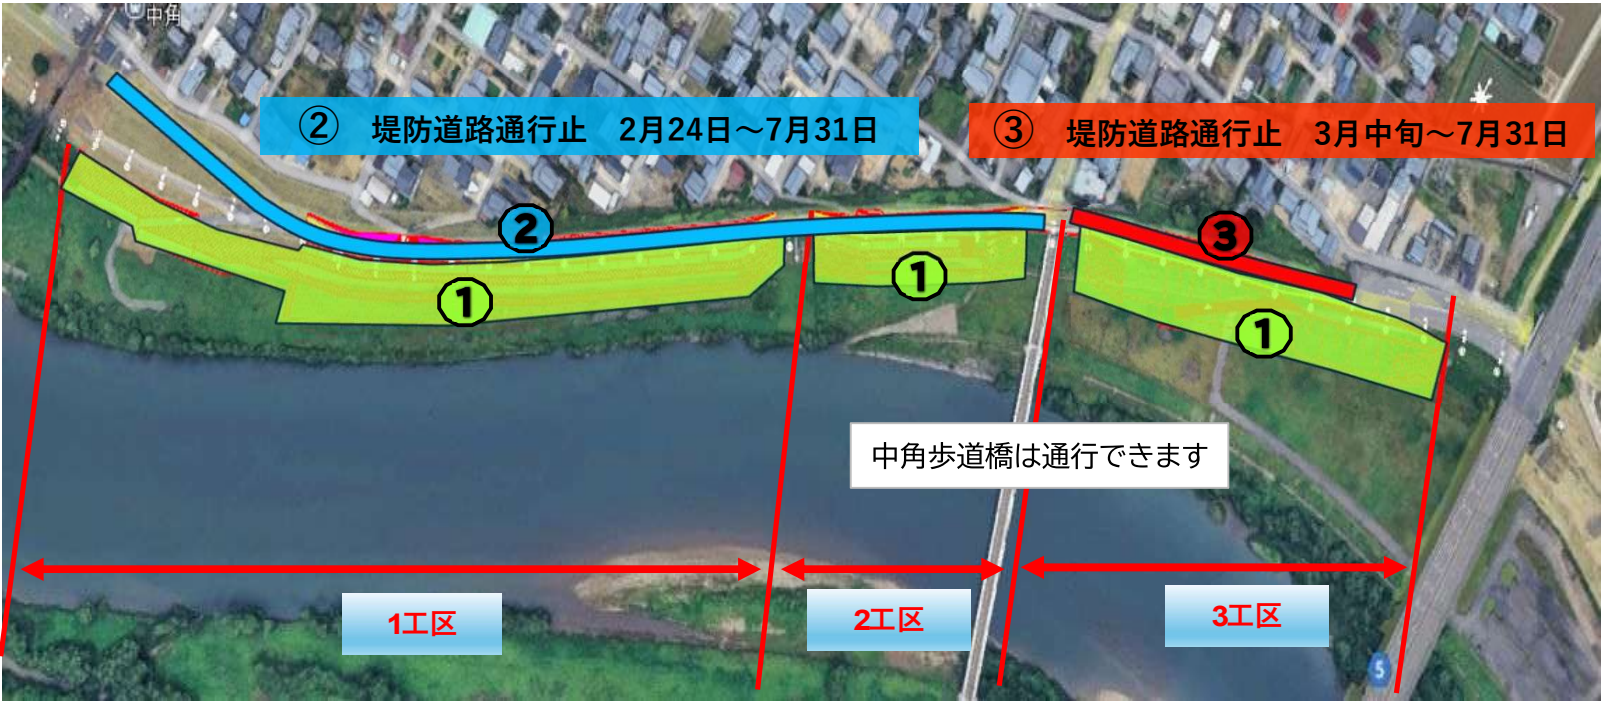 中角
② 堤防道路通行止 2月24日～7月31日
③ 堤防道路通行止 3月中旬～7月31日
2
3
1
1
1
中角歩道橋は通行できます
1工区
2工区
3工区
5